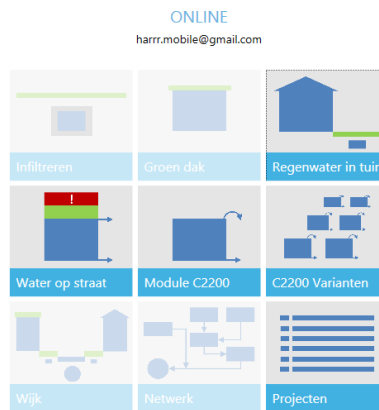 ONLINE
harrr.mobile@gmail.com
Infiltreren
Groen dak
Regenwater in tuin
!
Water op straat
Module C2200
C2200 Varianten
Wijk
Netwerk
Projecten